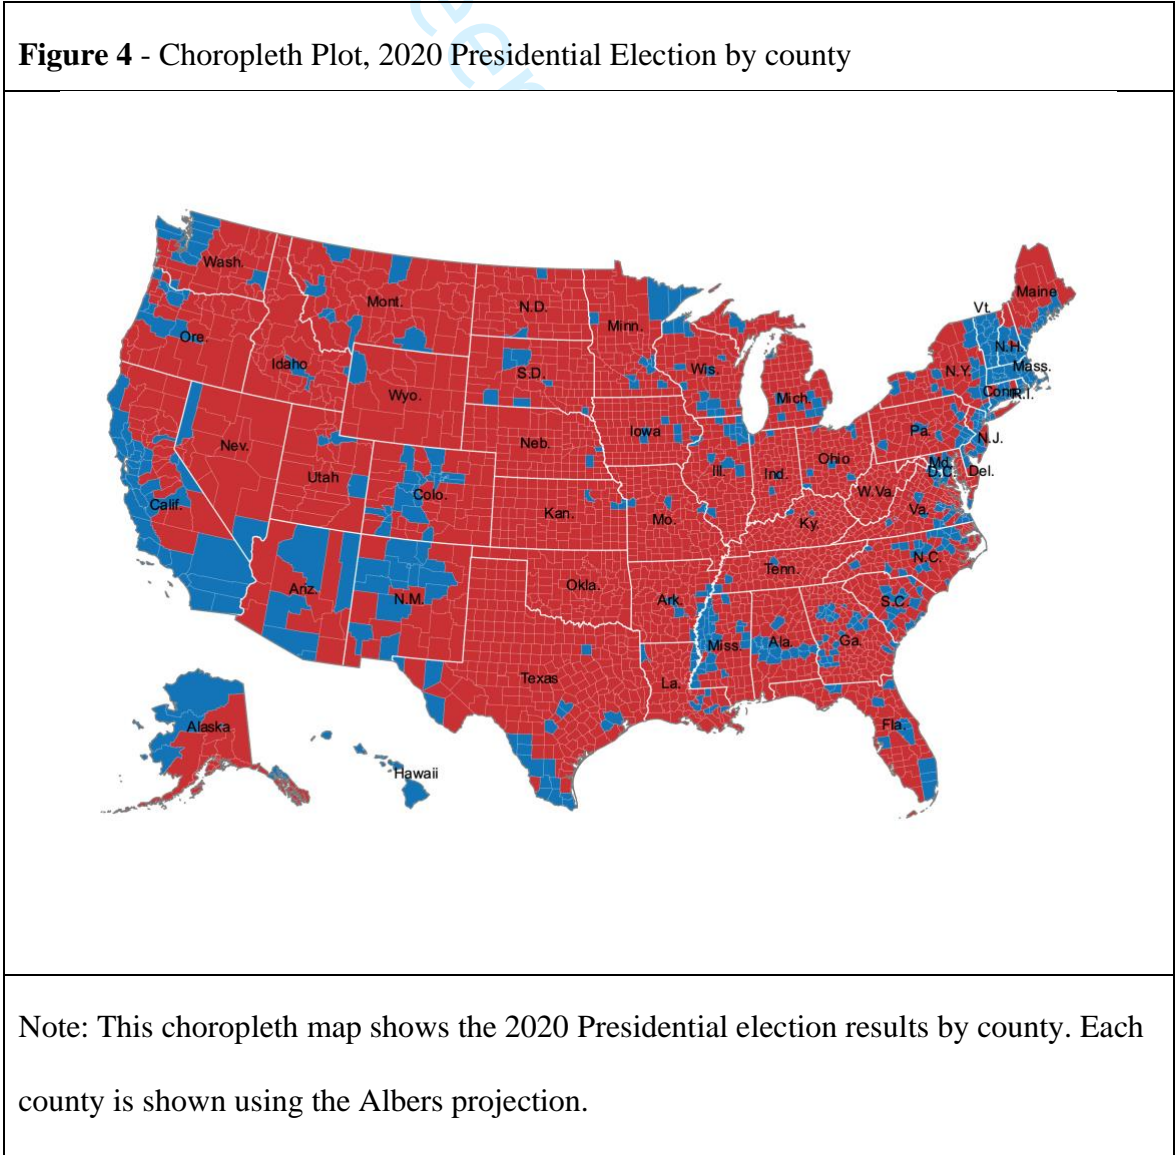 Figure 4 - Choropleth Plot, 2020 Presidential Election by county
Wash.
Mont.
N.D.
Minn.
Vt.
Maine
Ore.
Idaho
S.D.
Wis.
N.H.
N.Y.
Mass.
Wyo.
Mich.
Conn.
R.I.
Nev.
Neb.
Iowa
Pa.
N.J.
Utah
Colo.
Ill.
Ind.
Ohio
Md.
D.C.
Del.
Calif.
Kan.
Mo.
W.Va.
Ky.
Va.
Ariz.
N.M.
Okla.
Ark.
Tenn.
N.C.
S.C.
Texas
La.
Miss.
Ala.
Ga.
Alaska
Hawaii
Fla.
Note: This choropleth map shows the 2020 Presidential election results by county. Each
county is shown using the Albers projection.